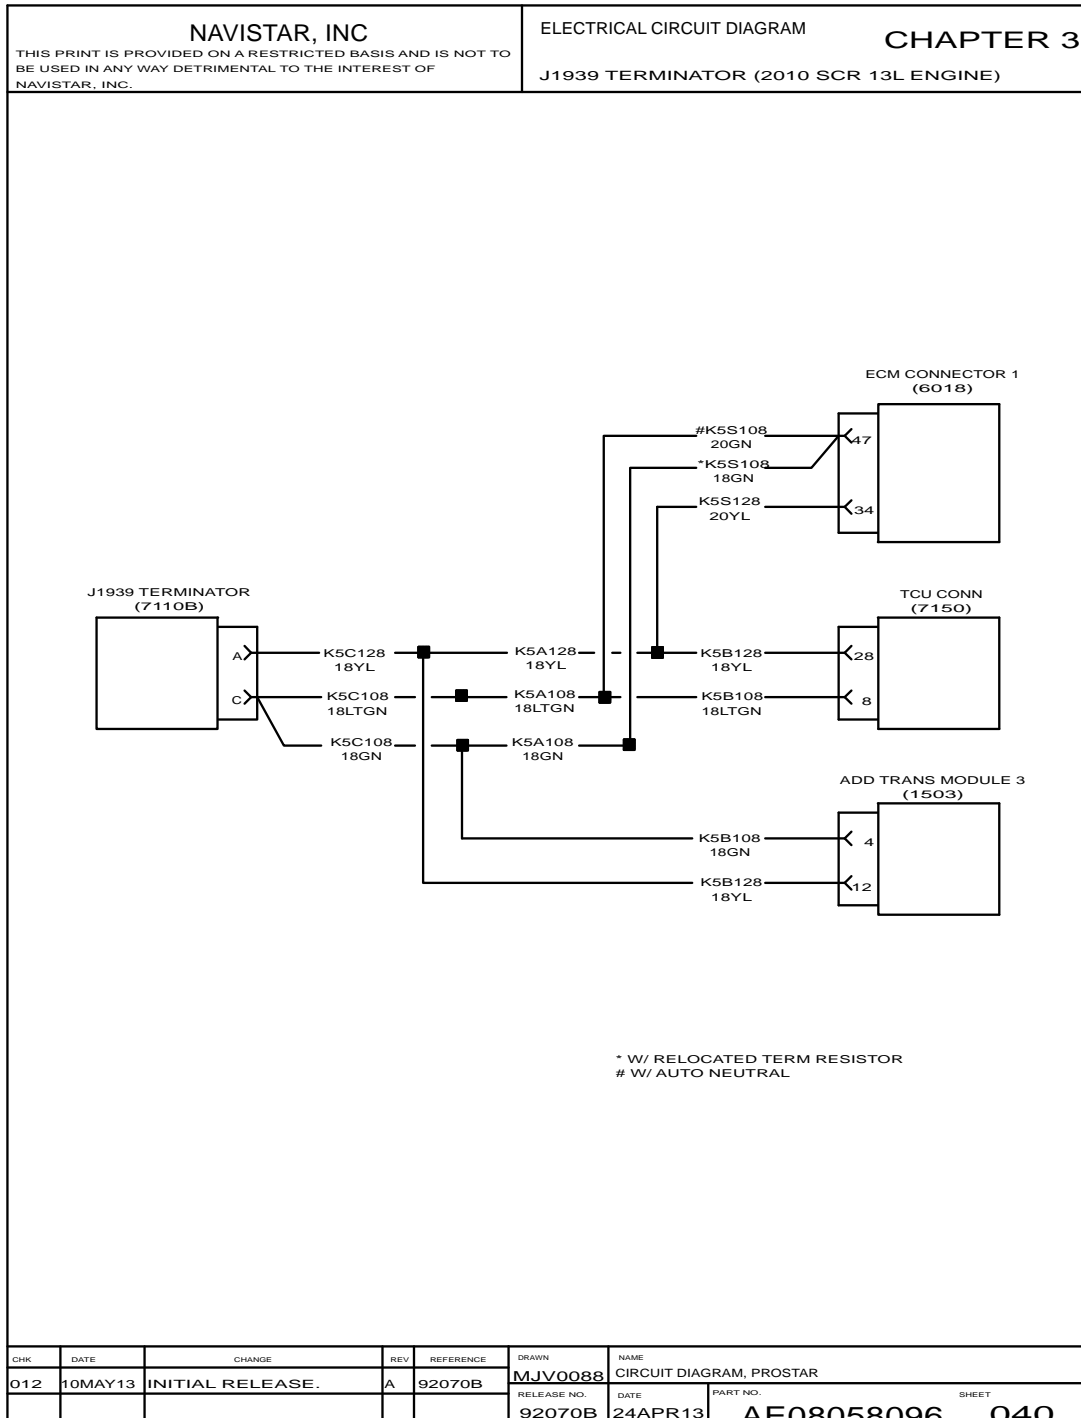 NAVISTAR, INC
THIS PRINT IS PROVIDED ON A RESTRICTED BASIS AND IS NOT TO
BE USED IN ANY WAY DETRIMENTAL TO THE INTEREST OF
NAVISTAR, INC.
ELECTRICAL CIRCUIT DIAGRAM
CHAPTER 3
J1939 TERMINATOR (2010 SCR 13L ENGINE)
ECM CONNECTOR 1
(6018)
#K5S108
20GN
47
*K5S108
18GN
K5S128
20YL
34
J1939 TERMINATOR
(7110B)
TCU CONN
(7150)
A
K5C128
18YL
K5A128
18YL
K5B128
18YL
28
C
K5C108
18LTGN
K5A108
18LTGN
K5B108
18LTGN
8
K5C108
18GN
K5A108
18GN
ADD TRANS MODULE 3
(1503)
K5B108
18GN
4
K5B128
18YL
12
* W/ RELOCATED TERM RESISTOR
# W/ AUTO NEUTRAL
CHK DATE CHANGE REV REFERENCE
012 10MAY13 INITIAL RELEASE. A 92070B
DRAWN
MJV0088
NAME
CIRCUIT DIAGRAM, PROSTAR
RELEASE NO.
92070B
DATE
24APR13
PART NO.
AE08058096
SHEET
040